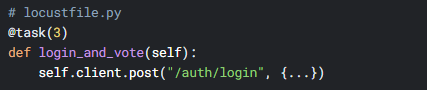 # locustfile.py
@task(3)
def login_and_vote(self):
    self.client.post("/auth/login", {...})